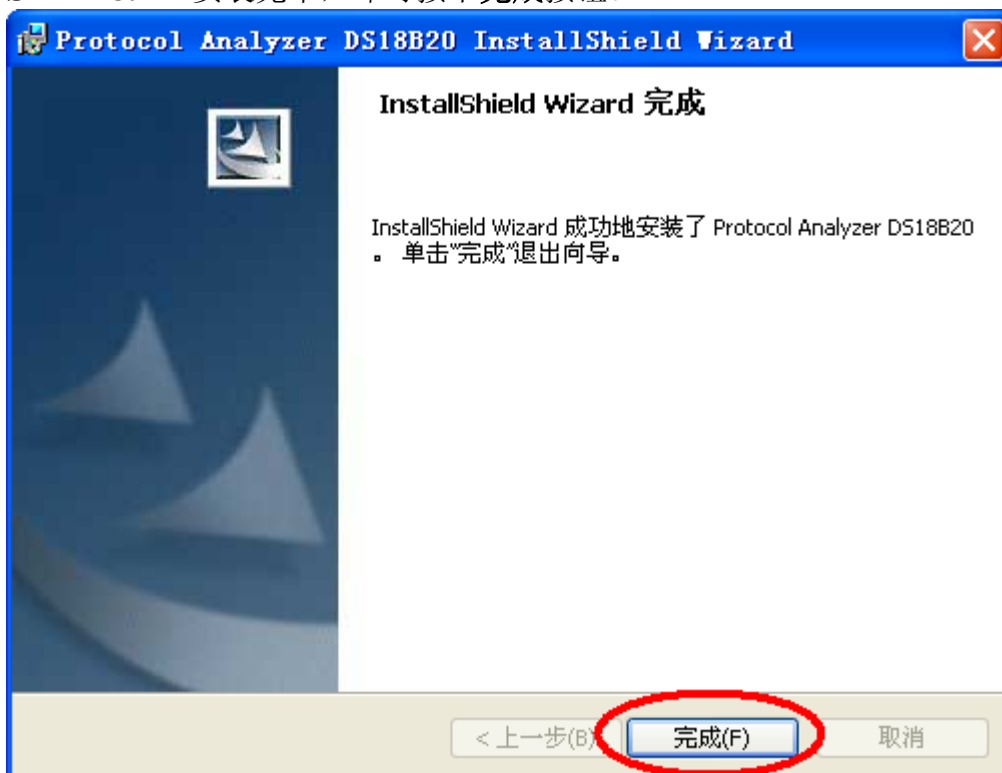 Protocol Analyzer DS18B20 InstallShield Wizard
InstallShield Wizard 完成
InstallShield Wizard 成功地安装了 Protocol Analyzer DS18B20
。 单击"完成"退出向导。
< 上一步(B)
完成(F)
取消